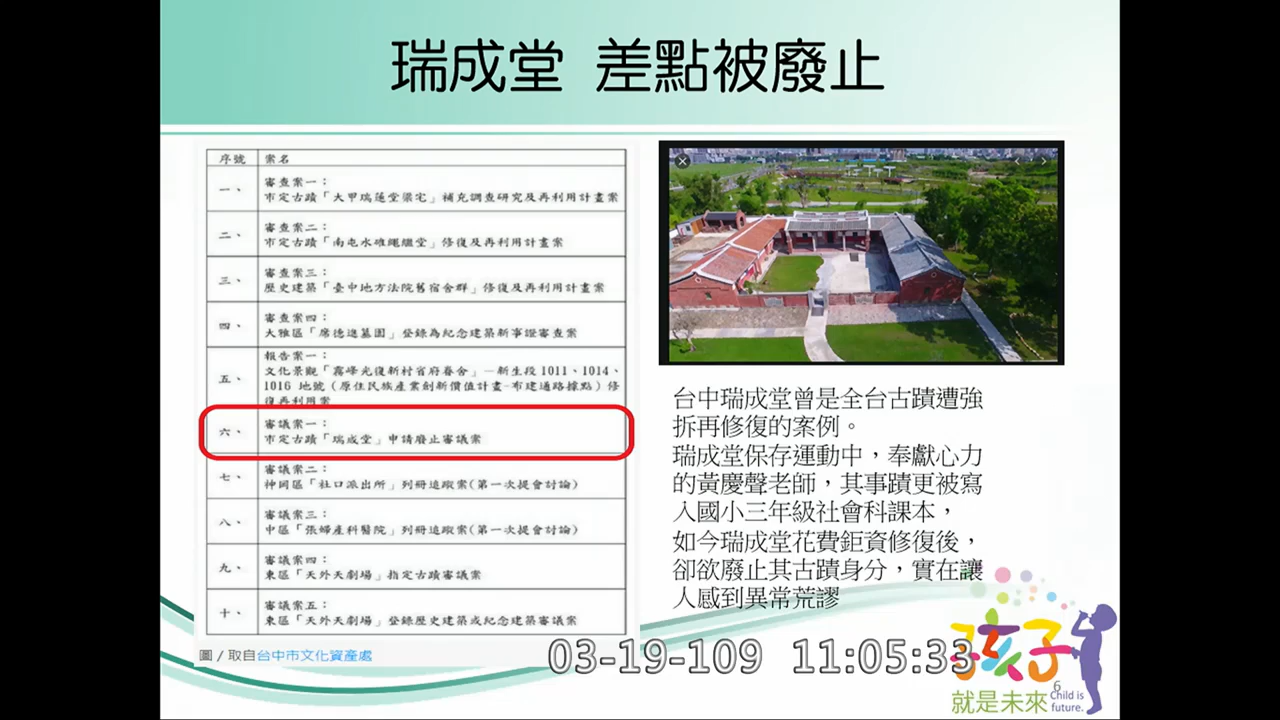 瑞成堂 差點被廢止
序號 案名
一、 審查案一：
市定古蹟「大甲瑞蓮堂梁宅」補充調查研究及再利用計畫案
二、 審查案二：
市定古蹟「南屯水碓繩繼堂」修復及再利用計畫案
三、 審查案三：
歷史建築「臺中地方法院舊宿舍群」修復及再利用計畫案
四、 審查案四：
大雅區「席德進墓園」登錄為紀念建築新事證審查案
五、 報告案一：
文化景觀「霧峰光復新村省府眷舍」—新生段 1011、1014、
1016 地號（原住民族產業創新價值計畫-布建通路據點）修
復再利用案
六、 審議案一：
市定古蹟「瑞成堂」申請廢止審議案
七、 審議案二：
神岡區「社口派出所」列冊追蹤案(第一次提會討論)
八、 審議案三：
中區「張婦產科醫院」列冊追蹤案(第一次提會討論)
九、 審議案四：
東區「天外天劇場」指定古蹟審議案
十、 審議案五：
東區「天外天劇場」登錄歷史建築或紀念建築審議案
圖 / 取自台中市文化資產處
台中瑞成堂曾是全台古蹟遭強
拆再修復的案例。
瑞成堂保存運動中，奉獻心力
的黃慶聲老師，其事蹟更被寫
入國小三年級社會科課本，
如今瑞成堂花費鉅資修復後，
卻欲廢止其古蹟身分，實在讓
人感到異常荒謬
03-19-109 11:05:33
孩子
就是未來 Child is
future.
6